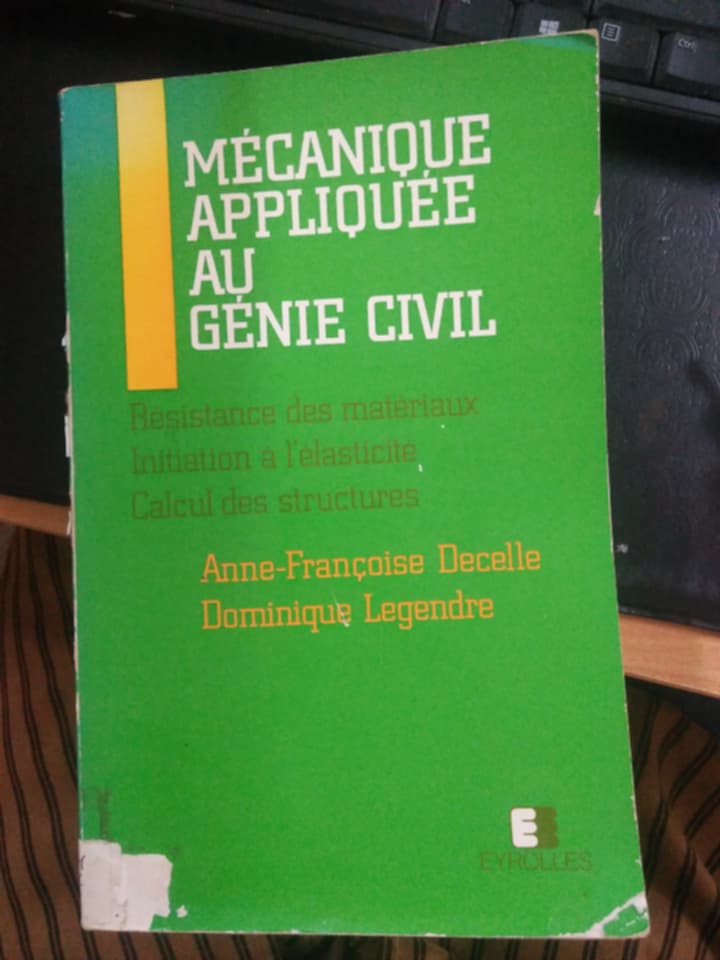 MÉCANIQUE
APPLIQUÉE
AU
GÉNIE CIVIL
Résistance des matériaux
Initiation à l'élasticité
Calcul des structures
Anne-Françoise Decelle
Dominique Legendre
EYROLLES
Ctrl